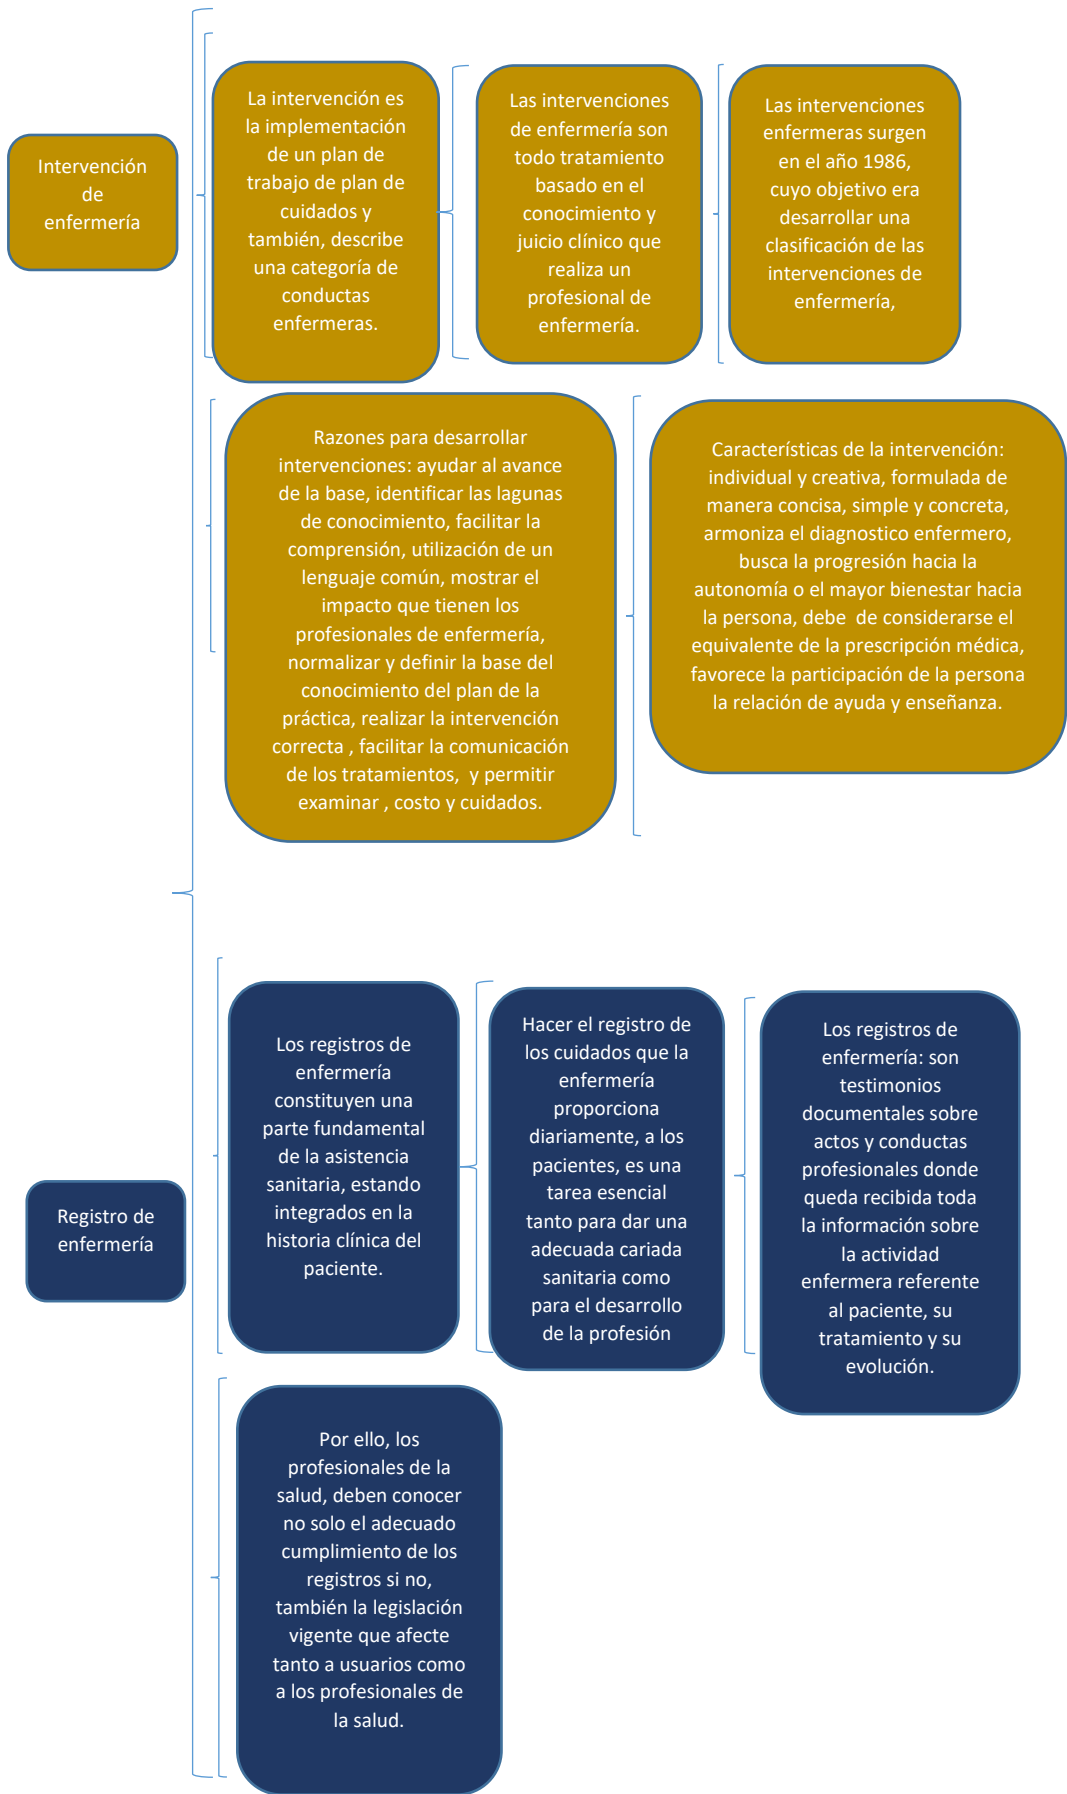 Intervención
de
enfermería
La intervención es
la implementación
de un plan de
trabajo de plan de
cuidados y
también, describe
una categoría de
conductas
enfermeras.
Las intervenciones
de enfermería son
todo tratamiento
basado en el
conocimiento y
juicio clínico que
realiza un
profesional de
enfermería.
Las intervenciones
enfermeras surgen
en el año 1986,
cuyo objetivo era
desarrollar una
clasificación de las
intervenciones de
enfermería,
Razones para desarrollar
intervenciones: ayudar al avance
de la base, identificar las lagunas
de conocimiento, facilitar la
comprensión, utilización de un
lenguaje común, mostrar el
impacto que tienen los
profesionales de enfermería,
normalizar y definir la base del
conocimiento del plan de la
práctica, realizar la intervención
correcta , facilitar la comunicación
de los tratamientos, y permitir
examinar , costo y cuidados.
Características de la intervención:
individual y creativa, formulada de
manera concisa, simple y concreta,
armoniza el diagnostico enfermero,
busca la progresión hacia la
autonomía o el mayor bienestar hacia
la persona, debe de considerarse el
equivalente de la prescripción médica,
favorece la participación de la persona
la relación de ayuda y enseñanza.
Registro de
enfermería
Los registros de
enfermería
constituyen una
parte fundamental
de la asistencia
sanitaria, estando
integrados en la
historia clínica del
paciente.
Hacer el registro de
los cuidados que la
enfermería
proporciona
diariamente, a los
pacientes, es una
tarea esencial
tanto para dar una
adecuada cariada
sanitaria como
para el desarrollo
de la profesión
Los registros de
enfermería: son
testimonios
documentales sobre
actos y conductas
profesionales donde
queda recibida toda
la información sobre
la actividad
enfermera referente
al paciente, su
tratamiento y su
evolución.
Por ello, los
profesionales de la
salud, deben conocer
no solo el adecuado
cumplimiento de los
registros si no,
también la legislación
vigente que afecte
tanto a usuarios como
a los profesionales de
la salud.